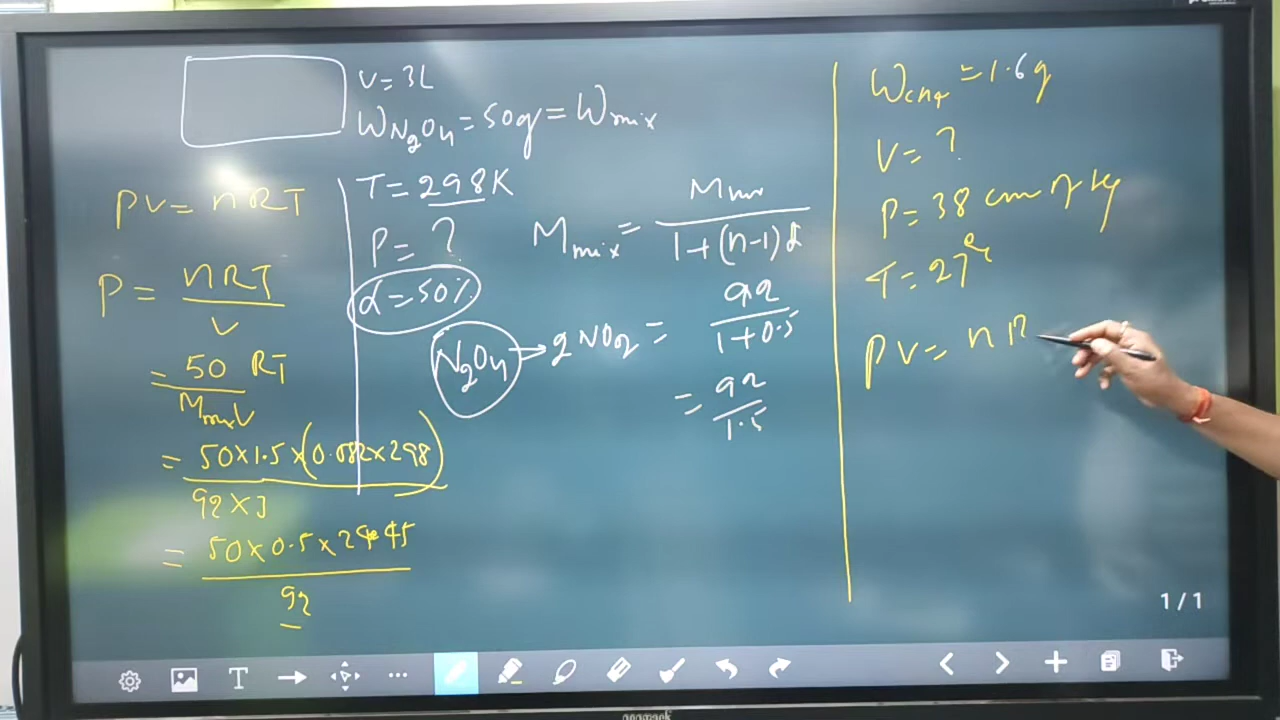 V=3L
W_N₂O₄=50g=W_mix
T=298K
P=?
α=50%
N₂O₄→2NO₂
PV=nRT
P=nRT/V
=50 RT/M_mix V
=50×1.5×(0.082×298)/92×3
=50×0.5×24.45/92
M_mix=/1+(n-1)α
=92/1+0.5
=92/1.5
W_CH₄=1.6g
V=?
P=38 cm of Hg
T=27°C
PV=nR
1/1
T